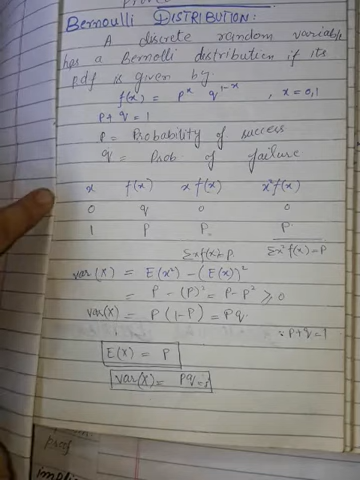 BERNOULLI DISTRIBUTION:
A discrete random variable
has a Bernolli distribution if its
pdf is given by
f(x) = p^x q^(1-x) , x = 0,1
P + q = 1
P = Probability of success
q = Prob of failure
x f(x) x f(x) x²f(x)
0 q 0 0
1 P P P
Σxf(x) = P Σx²f(x) = P
var(X) = E(x²) - (E(x))²
= P - (P)² = P - P² ≥ 0
var(X) = P(1-P) = Pq
∴ P + q = 1
E(X) = P
var(X) = Pq
proof